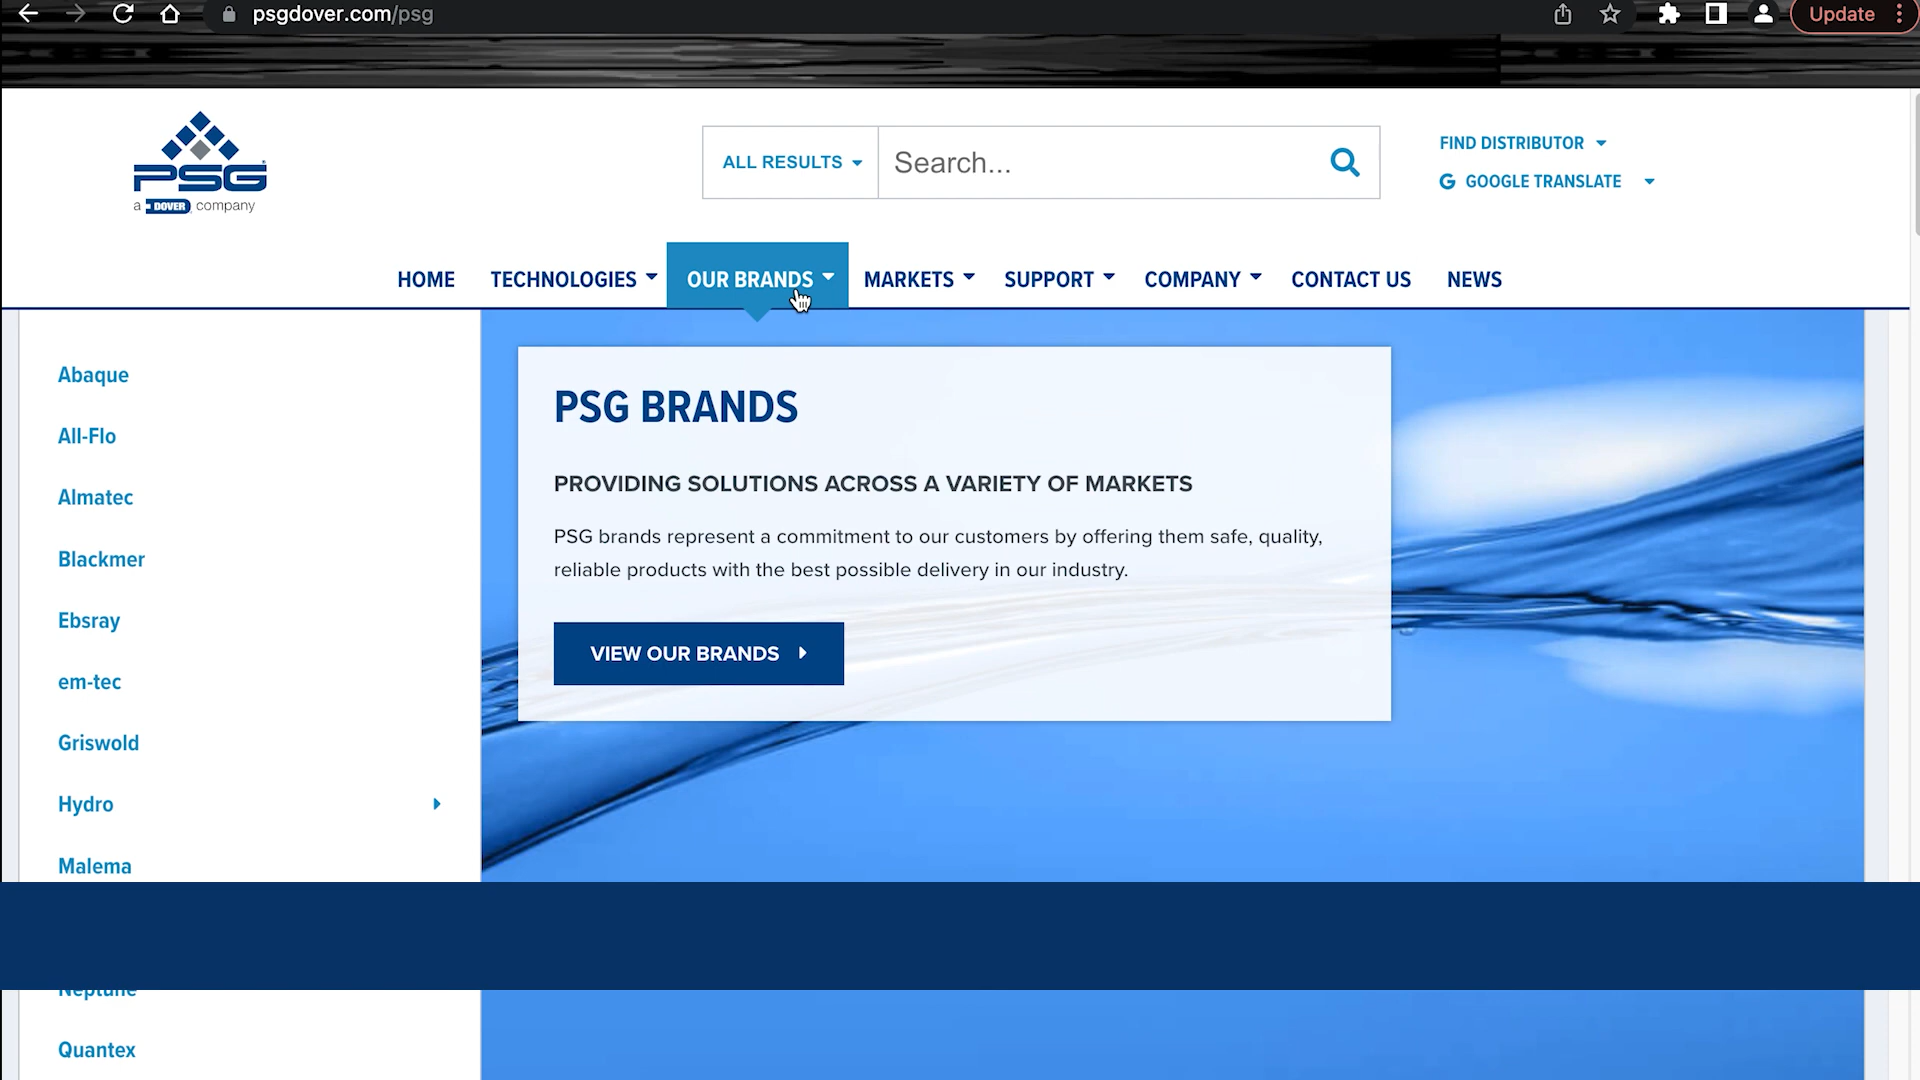 psgdover.com/psg
Update
PSG
a DOVER company
ALL RESULTS
Search...
FIND DISTRIBUTOR
GOOGLE TRANSLATE
HOME
TECHNOLOGIES
OUR BRANDS
MARKETS
SUPPORT
COMPANY
CONTACT US
NEWS
Abaque
All-Flo
Almatec
Blackmer
Ebsray
em-tec
Griswold
Hydro
Malema
Neptune
Quantex
PSG BRANDS
PROVIDING SOLUTIONS ACROSS A VARIETY OF MARKETS
PSG brands represent a commitment to our customers by offering them safe, quality,
reliable products with the best possible delivery in our industry.
VIEW OUR BRANDS